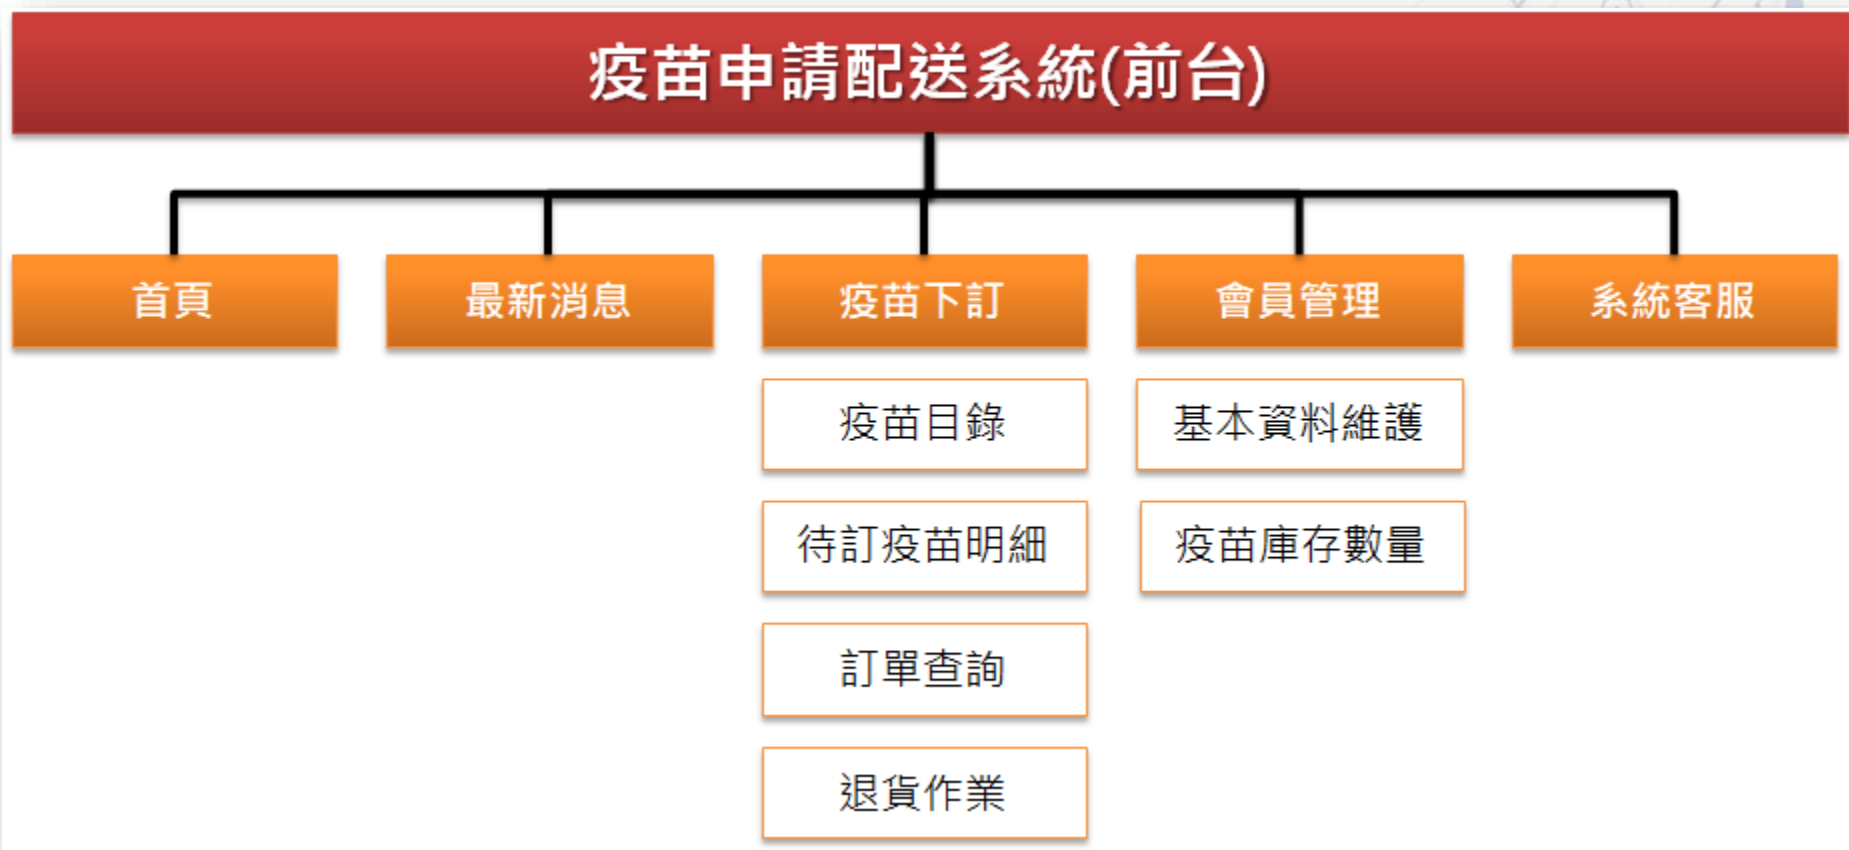 疫苗申請配送系統(前台)
首頁
最新消息
疫苗下訂
會員管理
系統客服
疫苗目錄
基本資料維護
待訂疫苗明細
疫苗庫存數量
訂單查詢
退貨作業